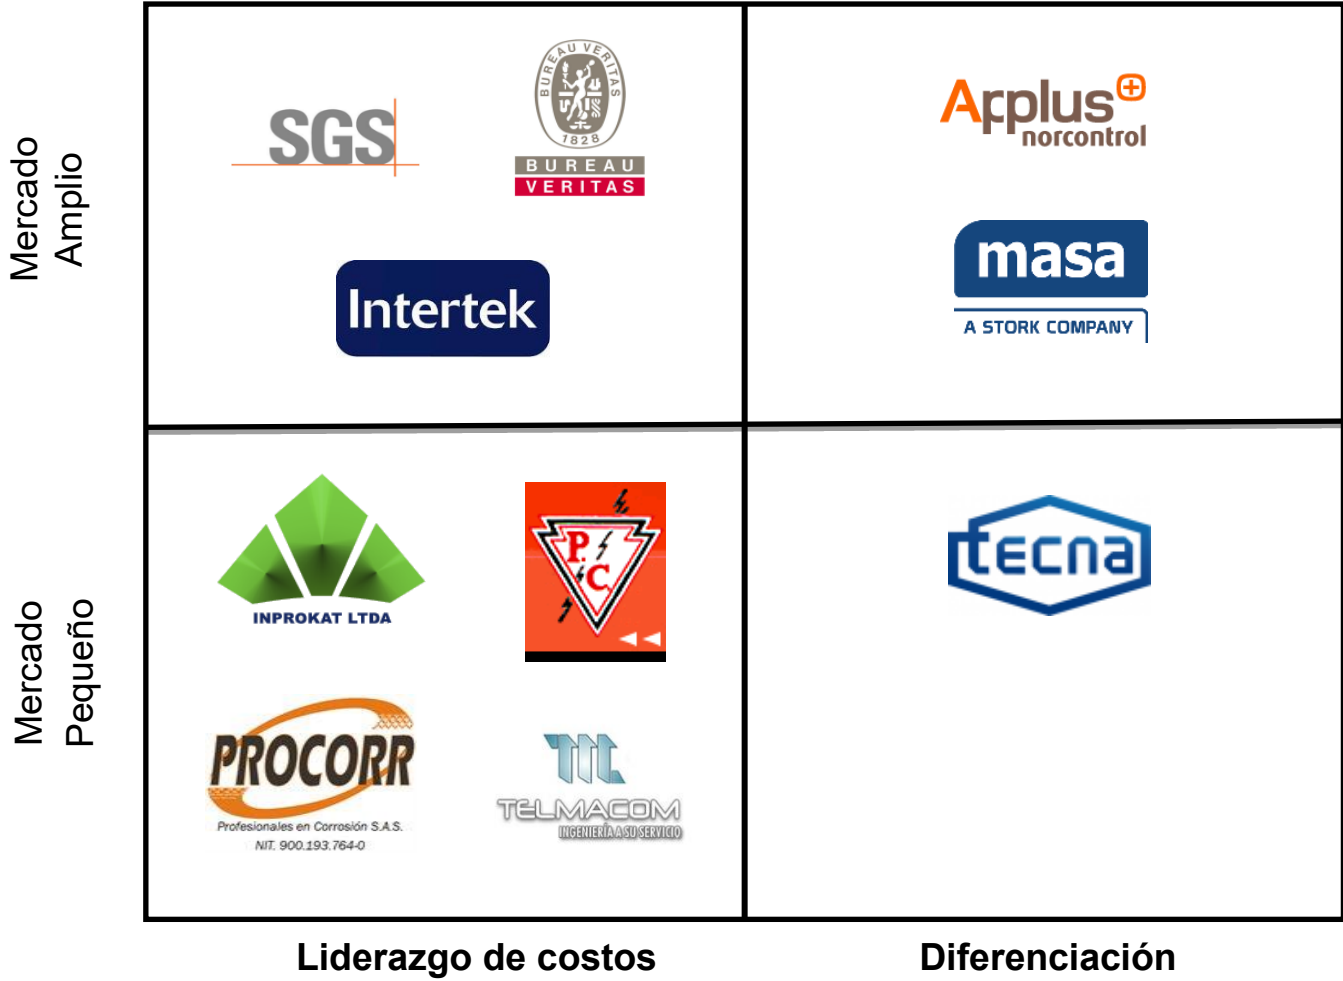 Mercado
Amplio
SGS
BUREAU VERITAS
1828
BUREAU
VERITAS
Applus+
norcontrol
Intertek
masa
A STORK COMPANY
Mercado
Pequeño
INPROKAT LTDA
P.
C.
tecna
PROCORR
Profesionales en Corrosión S.A.S.
NIT. 900.193.764-0
TELMACOM
INGENIERÍA A SU SERVICIO
Liderazgo de costos
Diferenciación